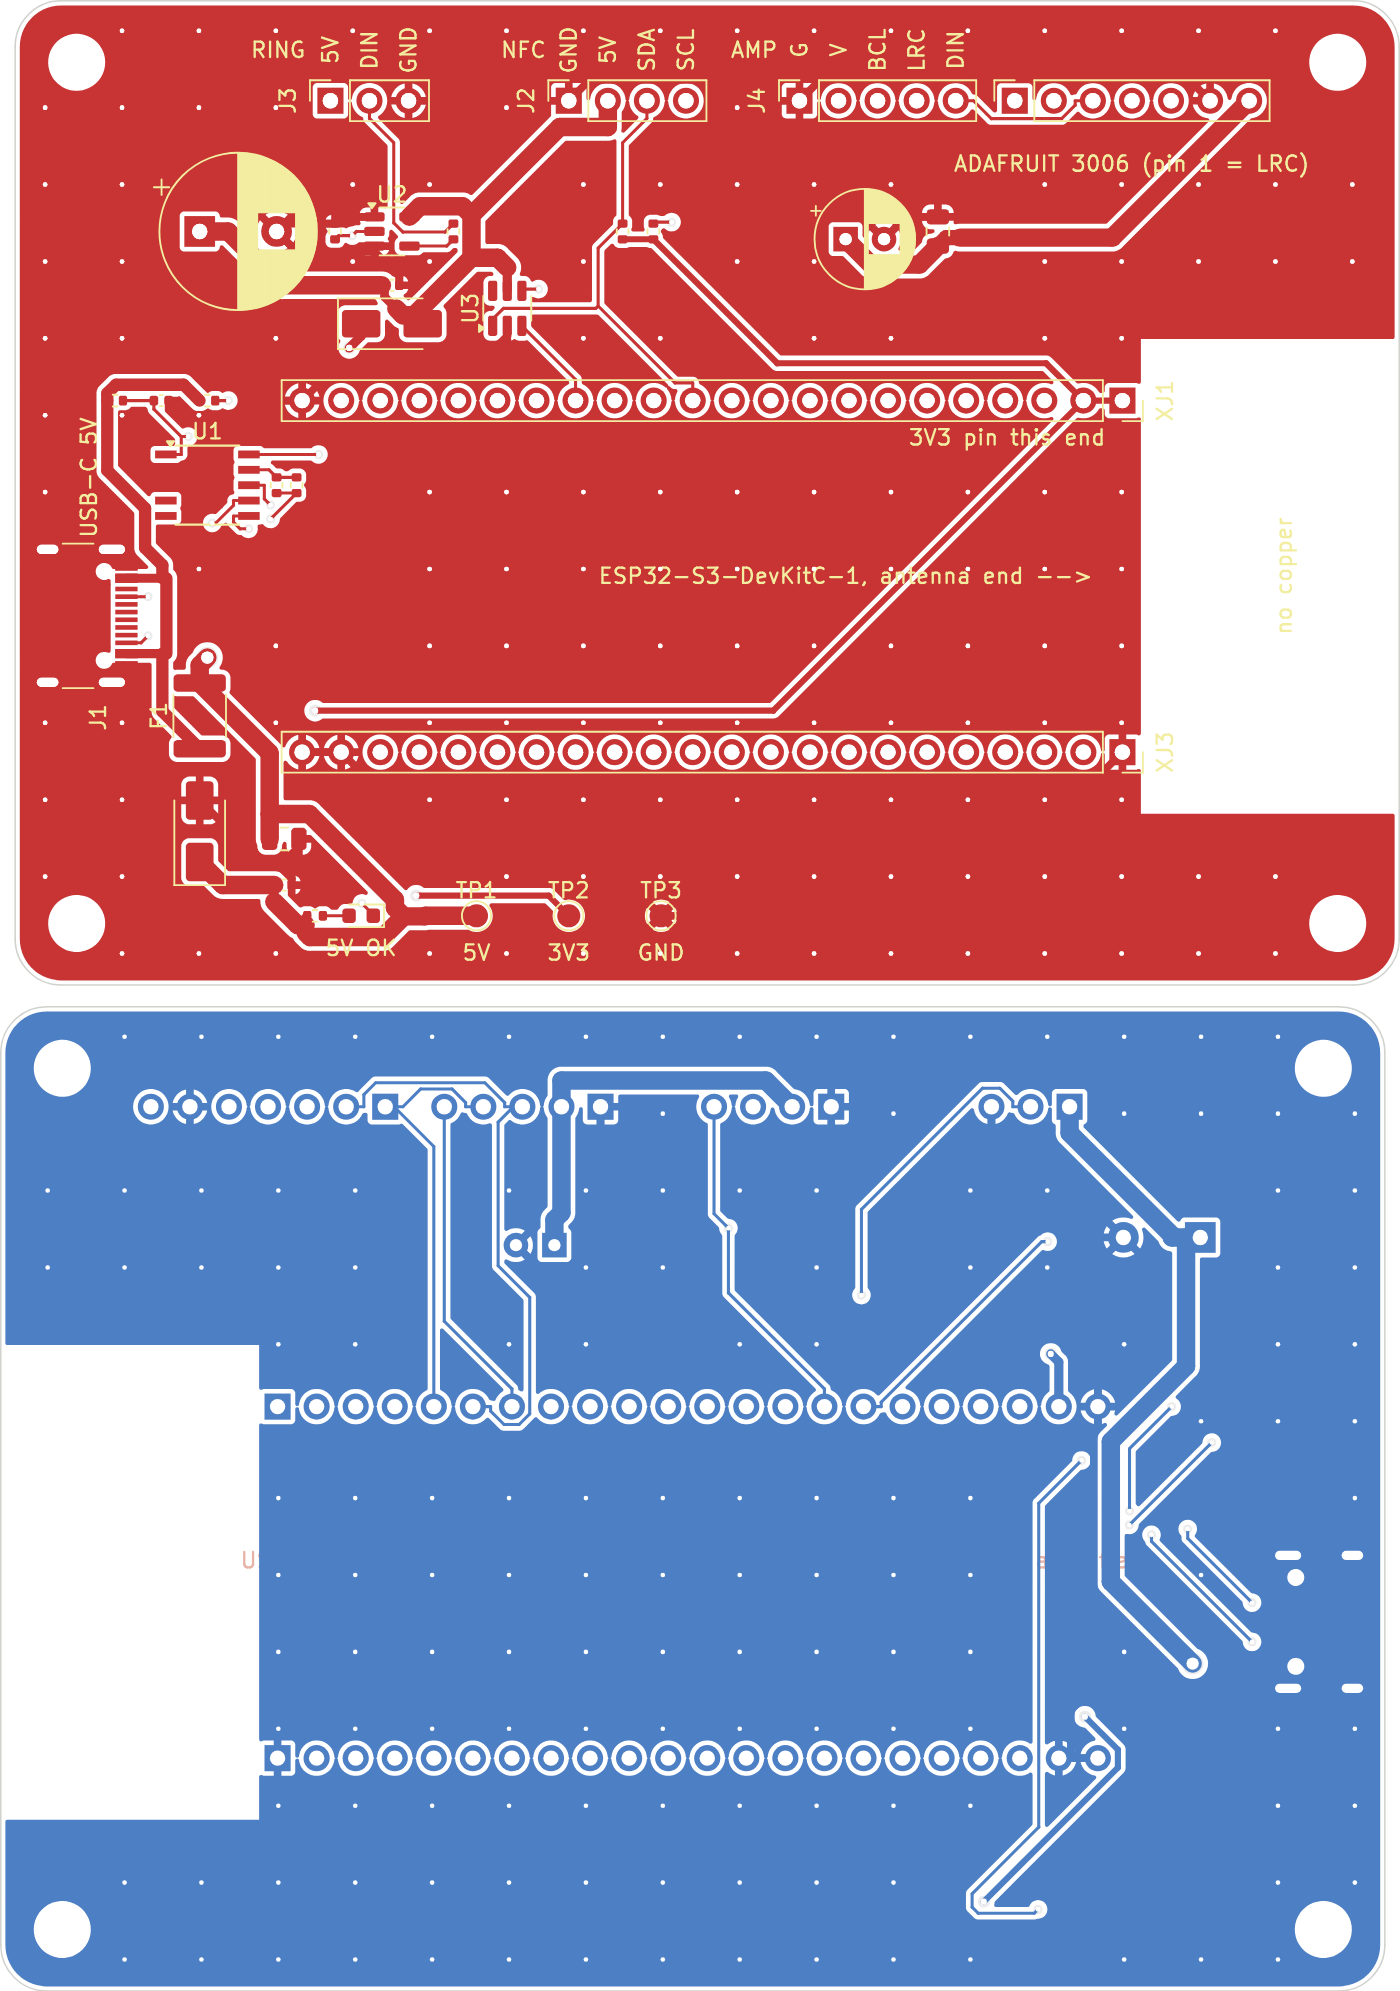 RING 5V DIN GND NFC GND 5V SDA SCL AMP G V BCL LRC DIN
J3 J2 J4
ADAFRUIT 3006 (pin 1 = LRC)
+ U2 +
U3
XJ1
3V3 pin this end
U1
USB-C 5V
ESP32-S3-DevKitC-1, antenna end -->
no copper
J1 F1
XJ3
TP1 TP2 TP3
5V OK 5V 3V3 GND